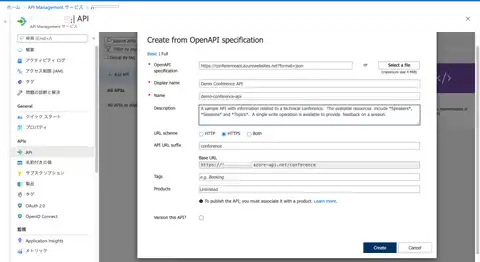 ホーム > API Management サービス >
| API
API Management サービス
検索 (Cmd+/)
概要
アクティビティ ログ
アクセス制御 (IAM)
タグ
問題の診断と解決
General
クイック スタート
プロパティ
APIs
API
名前付きの値
サブスクリプション
製品
タグ
OAuth 2.0
OpenID Connect
監視
Application Insights
メトリック
Create from OpenAPI specification
Basic | Full
* OpenAPI specification
https://conferenceapi.azurewebsites.net?format=json
or
Select a file
(maximum size 4 MiB)
* Display name
Demo Conference API
* Name
demo-conference-api
Description
A sample API with information related to a technical conference. The available resources include *Speakers*,
*Sessions* and *Topics*. A single write operation is available to provide feedback on a session.
URL scheme
HTTP
HTTPS
Both
API URL suffix
conference
Base URL
azure-api.net/conference
Tags
e.g. Booking
Products
Unlimited
To publish the API, you must associate it with a product. Learn more.
Version this API?
Create
Cancel